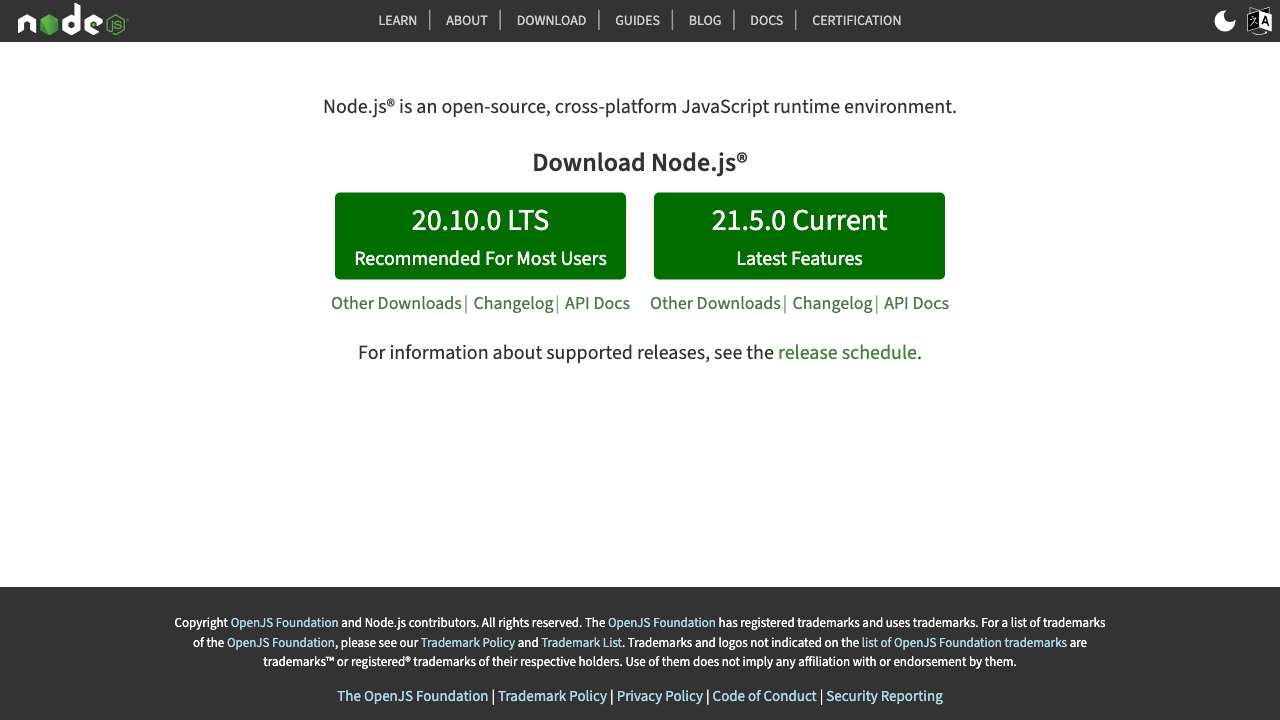 node JS
LEARN | ABOUT | DOWNLOAD | GUIDES | BLOG | DOCS | CERTIFICATION
Node.js® is an open-source, cross-platform JavaScript runtime environment.
Download Node.js®
20.10.0 LTS
Recommended For Most Users
21.5.0 Current
Latest Features
Other Downloads | Changelog | API Docs
Other Downloads | Changelog | API Docs
For information about supported releases, see the release schedule.
Copyright OpenJS Foundation and Node.js contributors. All rights reserved. The OpenJS Foundation has registered trademarks and uses trademarks. For a list of trademarks
of the OpenJS Foundation, please see our Trademark Policy and Trademark List. Trademarks and logos not indicated on the list of OpenJS Foundation trademarks are
trademarks™ or registered® trademarks of their respective holders. Use of them does not imply any affiliation with or endorsement by them.
The OpenJS Foundation | Trademark Policy | Privacy Policy | Code of Conduct | Security Reporting